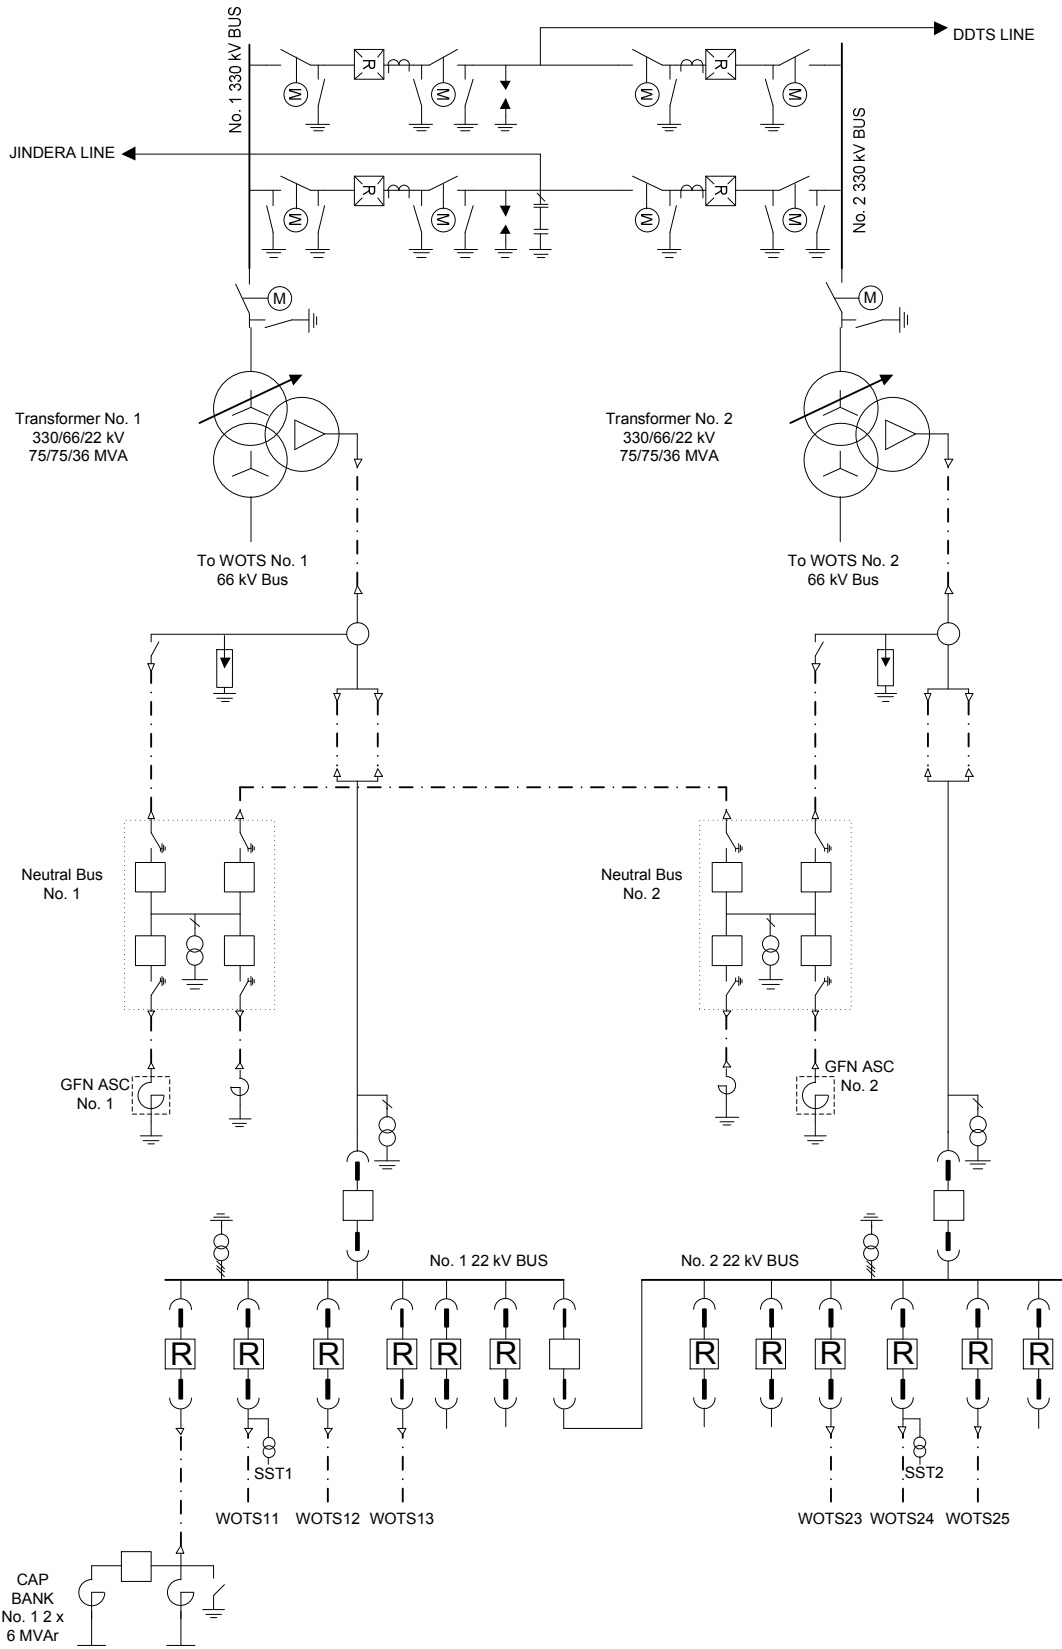 DDTS LINE
No. 1 330 kV BUS
R
R
M
M
M
M
JINDERA LINE
No. 2 330 kV BUS
R
R
M
M
M
M
M
M
Transformer No. 1
330/66/22 kV
75/75/36 MVA
Transformer No. 2
330/66/22 kV
75/75/36 MVA
To WOTS No. 1
66 kV Bus
To WOTS No. 2
66 kV Bus
Neutral Bus
No. 1
Neutral Bus
No. 2
GFN ASC
No. 1
GFN ASC
No. 2
No. 1 22 kV BUS
No. 2 22 kV BUS
R
R
R
R
R
R
R
R
R
R
R
R
SST1
SST2
WOTS11
WOTS12
WOTS13
WOTS23
WOTS24
WOTS25
CAP
BANK
No. 1 2 x
6 MVAr